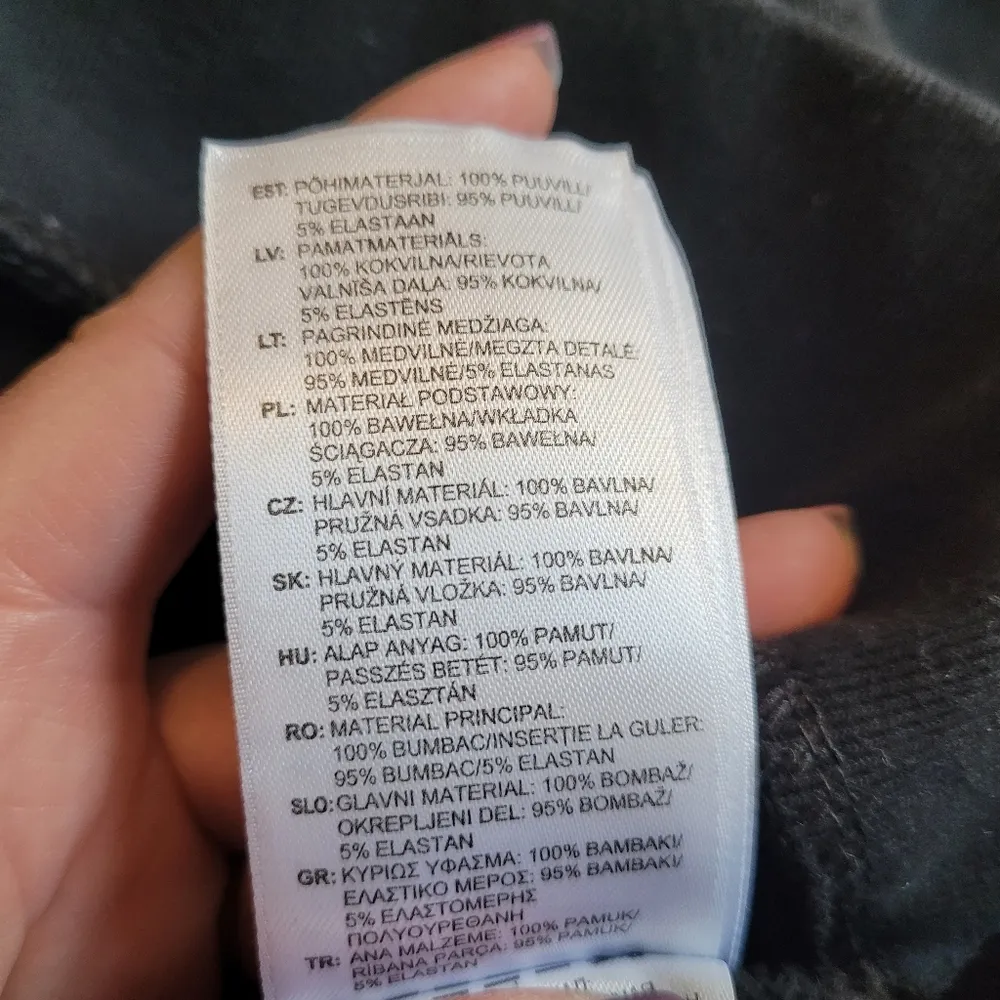 EST: PÕHIMATERJAL: 100% PUUVILL/
TUGEVDUSRIBI: 95% PUUVILL/
5% ELASTAAN
LV: PAMATMATERIĀLS:
100% KOKVILNA/RIEVOTA
VALNĪŠA DAĻA: 95% KOKVILNA/
5% ELASTĒNS
LT: PAGRINDINĖ MEDŽIAGA:
100% MEDVILNĖ/MEGZTA DETALĖ:
95% MEDVILNĖ/5% ELASTANAS
PL: MATERIAŁ PODSTAWOWY:
100% BAWEŁNA/WKŁADKA
ŚCIĄGACZA: 95% BAWEŁNA/
5% ELASTAN
CZ: HLAVNÍ MATERIÁL: 100% BAVLNA/
PRUŽNÁ VSADKA: 95% BAVLNA/
5% ELASTAN
SK: HLAVNÝ MATERIÁL: 100% BAVLNA/
PRUŽNÁ VLOŽKA: 95% BAVLNA/
5% ELASTAN
HU: ALAP ANYAG: 100% PAMUT/
PASSZÉS BETÉT: 95% PAMUT/
5% ELASZTÁN
RO: MATERIAL PRINCIPAL:
100% BUMBAC/INSERTIE LA GULER:
95% BUMBAC/5% ELASTAN
SLO: GLAVNI MATERIAL: 100% BOMBAŽ/
OKREPLJENI DEL: 95% BOMBAŽ/
5% ELASTAN
GR: ΚΥΡΙΩΣ ΥΦΑΣΜΑ: 100% ΒΑΜΒΑΚΙ/
ΕΛΑΣΤΙΚΟ ΜΕΡΟΣ: 95% ΒΑΜΒΑΚΙ/
5% ΕΛΑΣΤΟΜΕΡΗΣ
ΠΟΛΥΟΥΡΕΘΑΝΗ
TR: ANA MALZEME: 100% PAMUK/
RİBANA PARÇA: 95% PAMUK/
5% ELASTAN